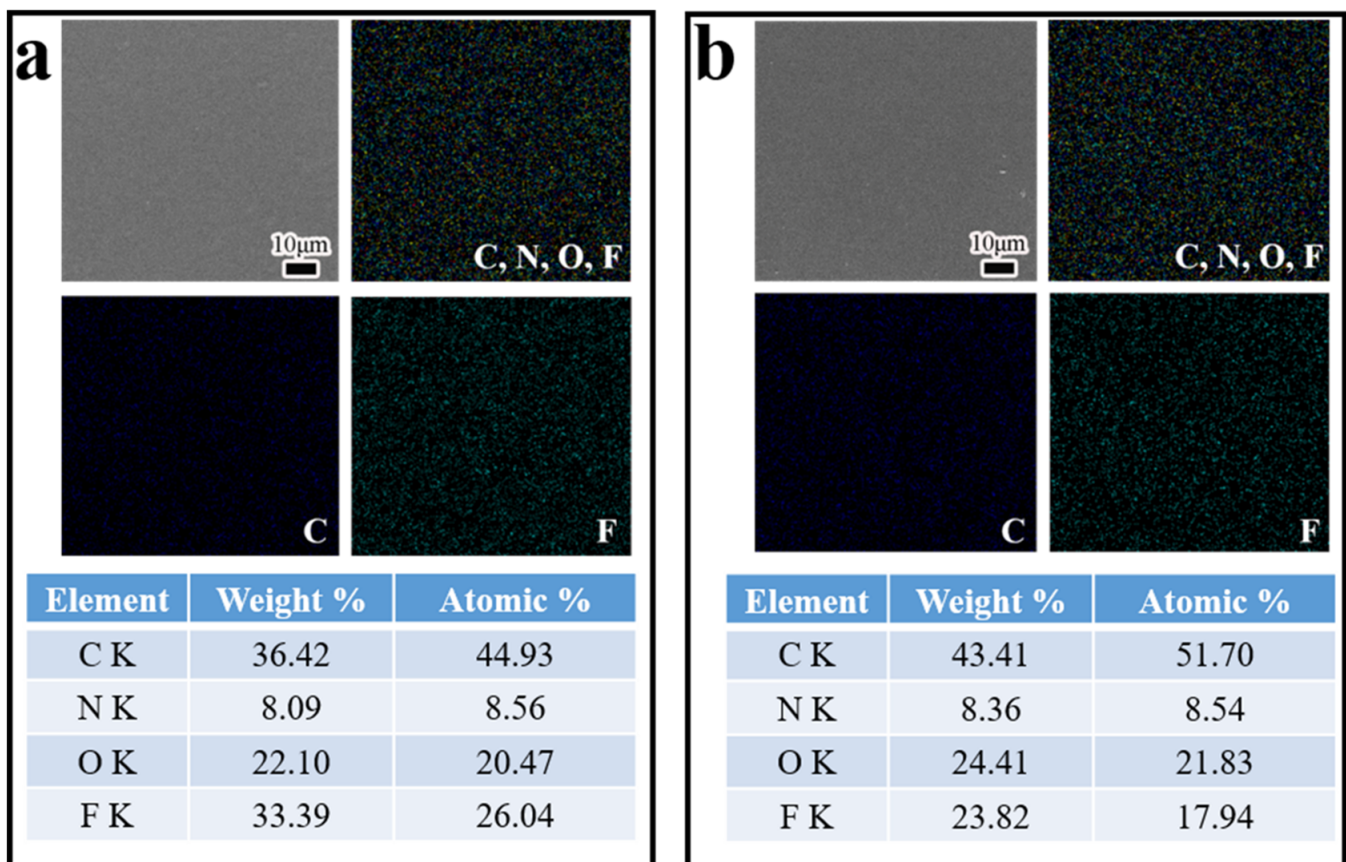 a
10μm
C, N, O, F
C
F
Element Weight % Atomic %
C K 36.42 44.93
N K 8.09 8.56
O K 22.10 20.47
F K 33.39 26.04
b
10μm
C, N, O, F
C
F
Element Weight % Atomic %
C K 43.41 51.70
N K 8.36 8.54
O K 24.41 21.83
F K 23.82 17.94